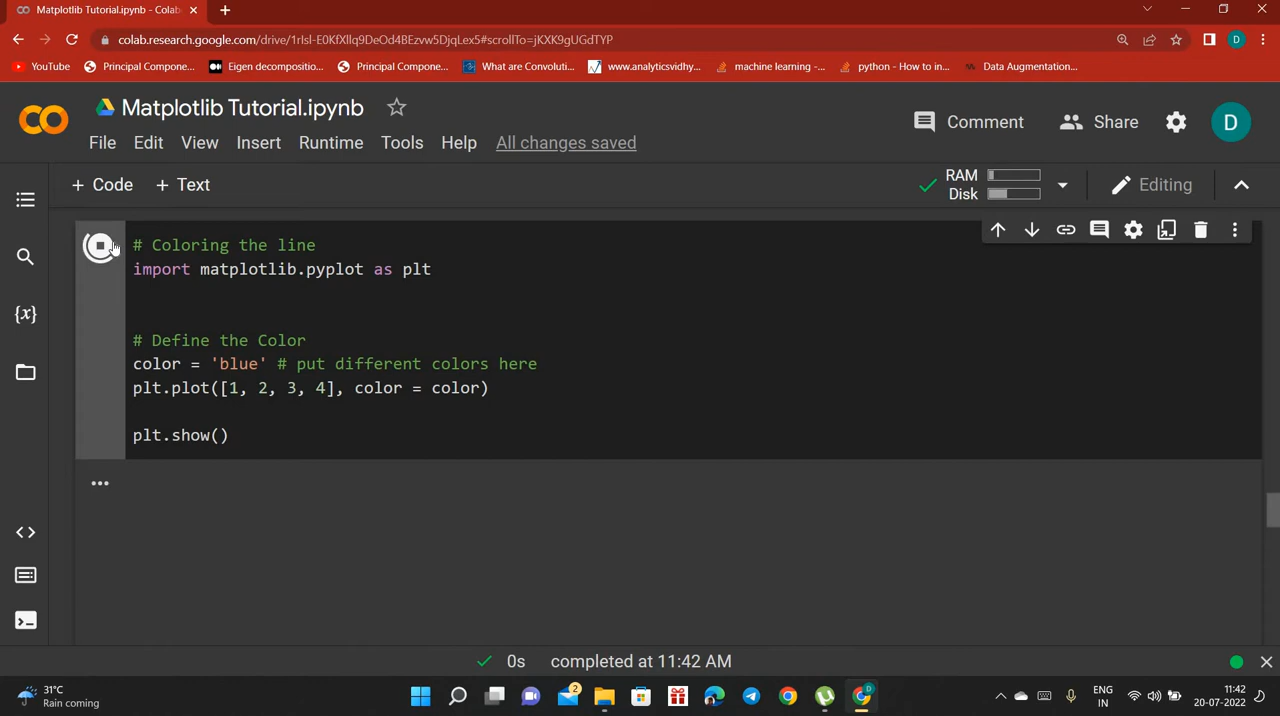 Matplotlib Tutorial.ipynb - Colab
colab.research.google.com/drive/1rlsl-E0KfXllq9DeOd4BEzvw5DjqLex5#scrollTo=jKXK9gUGdTYP
D
YouTube
Principal Compone...
Eigen decompositio...
Principal Compone...
What are Convoluti...
www.analyticsvidhy...
machine learning -...
python - How to in...
Data Augmentation...
Matplotlib Tutorial.ipynb
Comment
Share
D
File Edit View Insert Runtime Tools Help All changes saved
+ Code + Text
RAM
Disk
Editing
# Coloring the line
import matplotlib.pyplot as plt
# Define the Color
color = 'blue' # put different colors here
plt.plot([1, 2, 3, 4], color = color)
plt.show()
...
{x}
0s completed at 11:42 AM
31°C
Rain coming
2
D
ENG
IN
11:42
20-07-2022